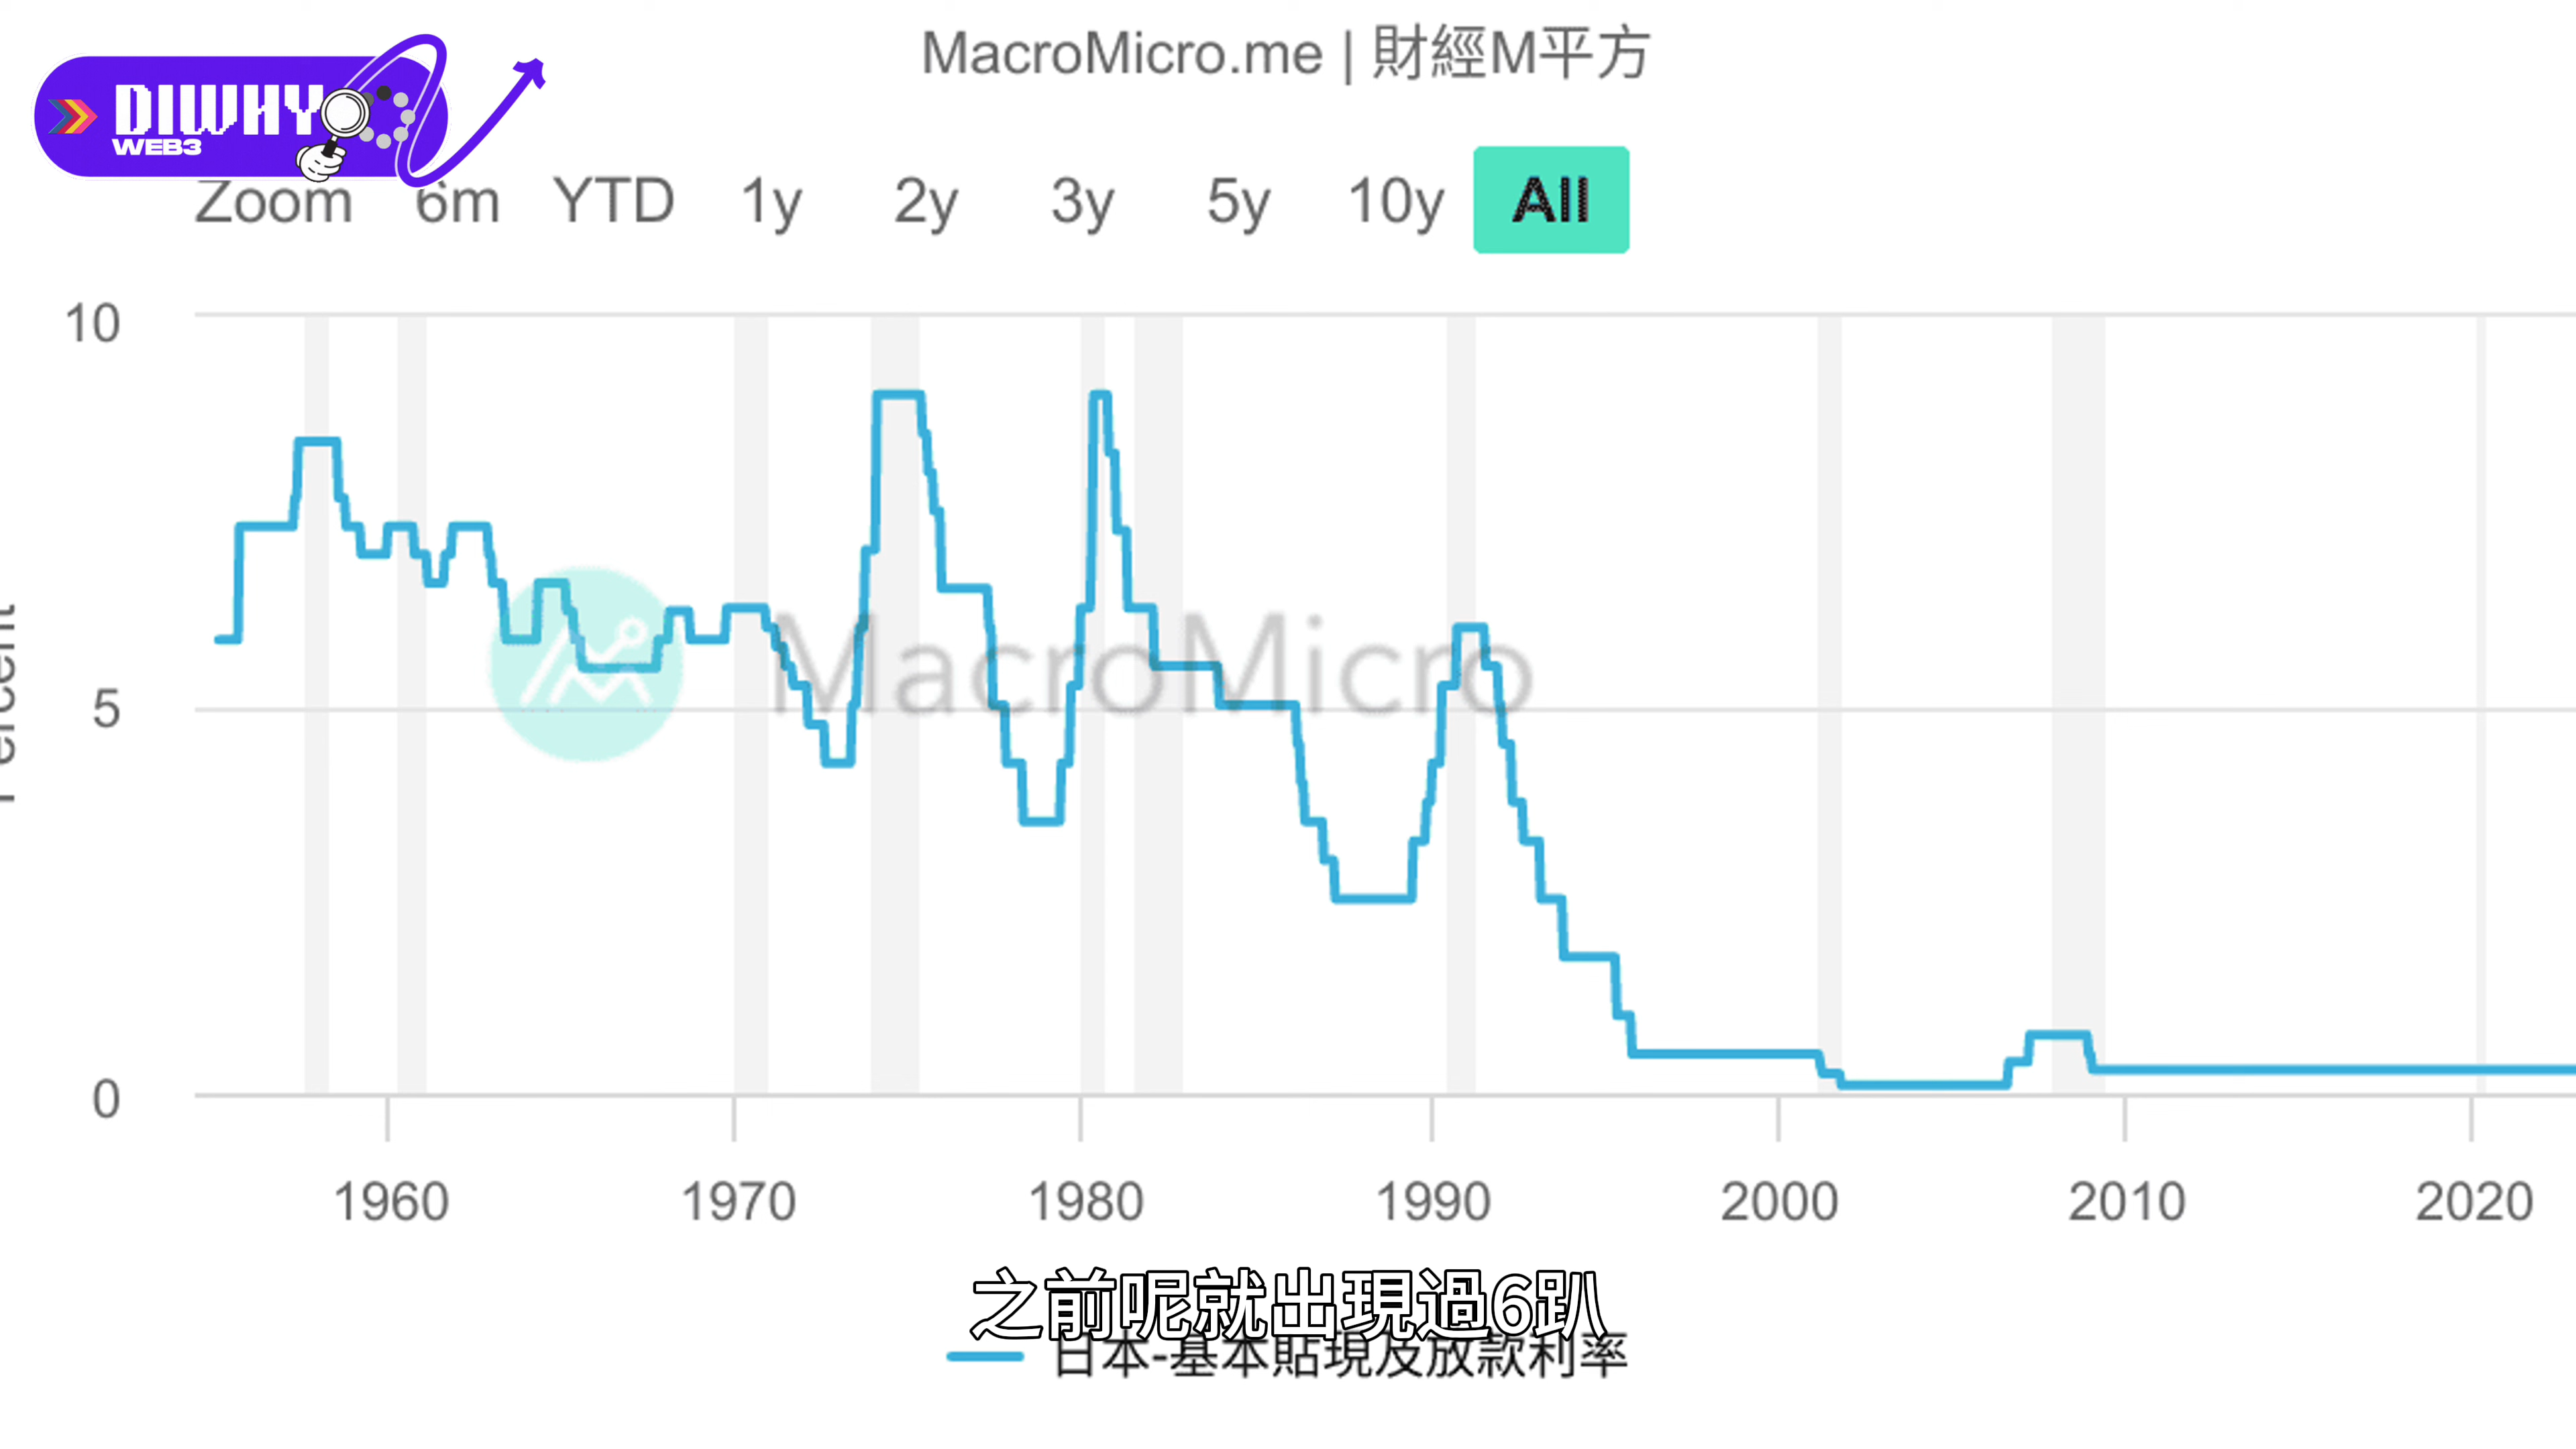 MacroMicro.me | 財經M平方
DIWHY
WEB3
Zoom 6m YTD 1y 2y 3y 5y 10y All
10
5
0
Percent
MacroMicro
1960 1970 1980 1990 2000 2010 2020
之前呢就出現過6趴
日本-基本貼現及放款利率